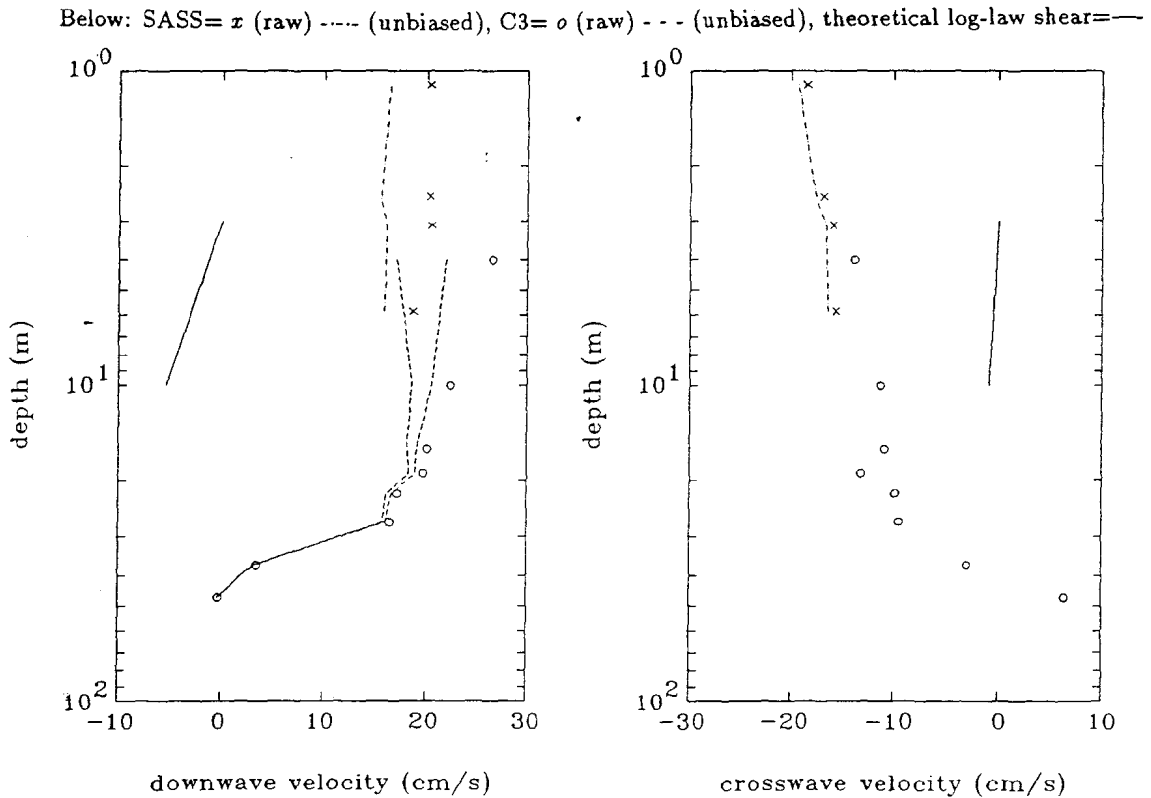 Below: SASS= x (raw) -·-·- (unbiased), C3= o (raw) - - - (unbiased), theoretical log-law shear=—
10^0
10^1
10^2
depth (m)
-10 0 10 20 30
downwave velocity (cm/s)
10^0
10^1
10^2
depth (m)
-30 -20 -10 0 10
crosswave velocity (cm/s)